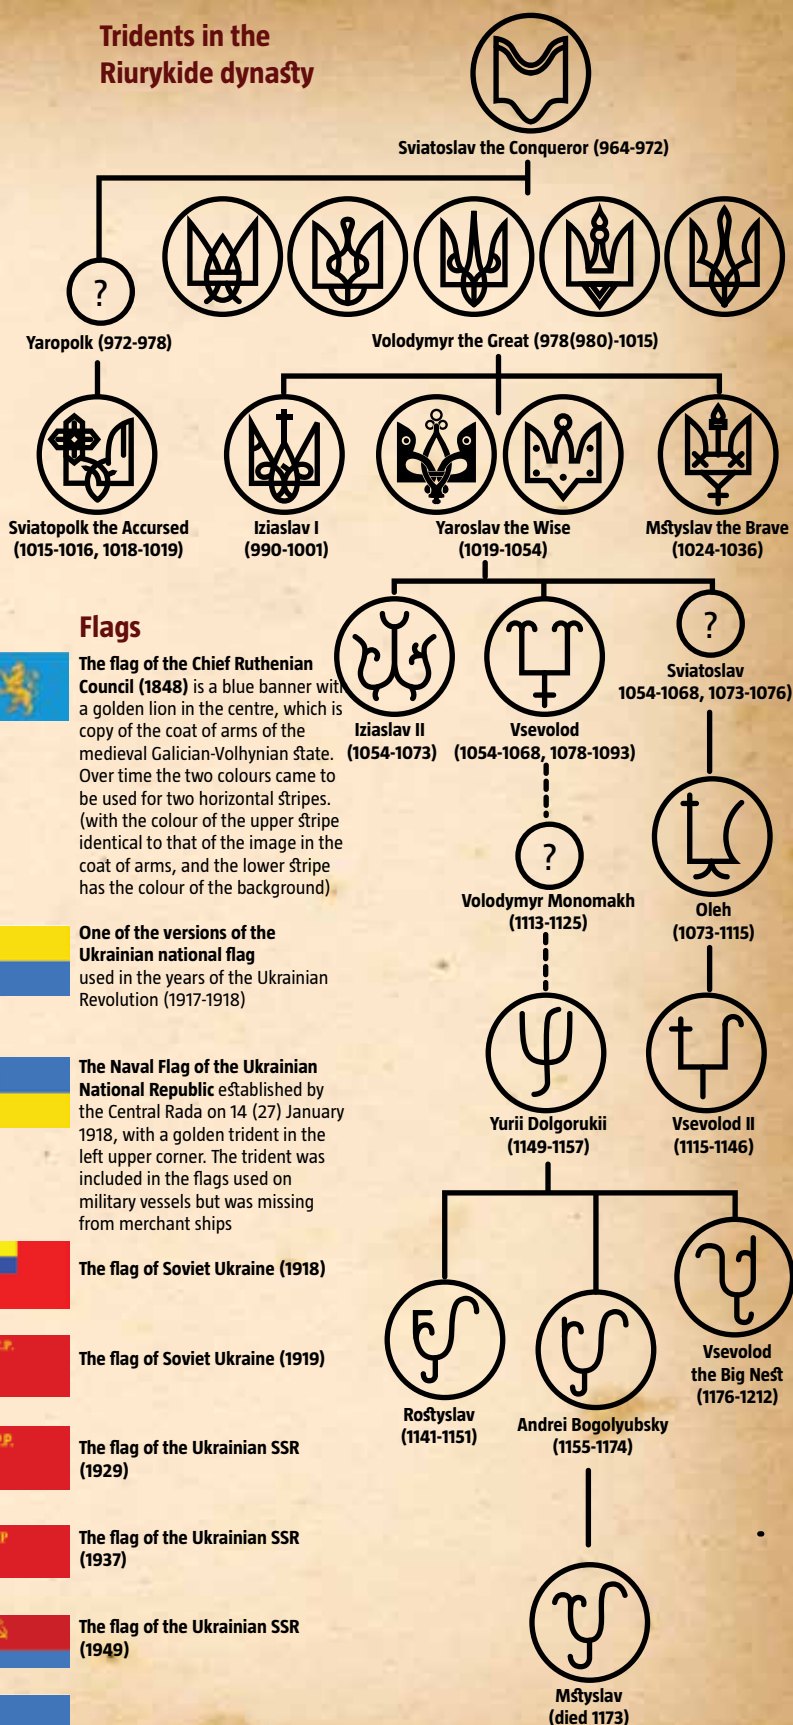 Tridents in the
Riurykide dynasty
Sviatoslav the Conqueror (964-972)
?
Yaropolk (972-978)
Volodymyr the Great (978(980)-1015)
Sviatopolk the Accursed
(1015-1016, 1018-1019)
Iziaslav I
(990-1001)
Yaroslav the Wise
(1019-1054)
Mstyslav the Brave
(1024-1036)
?
Sviatoslav
1054-1068, 1073-1076)
Iziaslav II
(1054-1073)
Vsevolod
(1054-1068, 1078-1093)
?
Volodymyr Monomakh
(1113-1125)
Oleh
(1073-1115)
Yurii Dolgorukii
(1149-1157)
Vsevolod II
(1115-1146)
Rostyslav
(1141-1151)
Andrei Bogolyubsky
(1155-1174)
Vsevolod
the Big Nest
(1176-1212)
Mstyslav
(died 1173)
Flags
The flag of the Chief Ruthenian
Council (1848) is a blue banner with
a golden lion in the centre, which is
copy of the coat of arms of the
medieval Galician-Volhynian state.
Over time the two colours came to
be used for two horizontal stripes.
(with the colour of the upper stripe
identical to that of the image in the
coat of arms, and the lower stripe
has the colour of the background)
One of the versions of the
Ukrainian national flag
used in the years of the Ukrainian
Revolution (1917-1918)
The Naval Flag of the Ukrainian
National Republic established by
the Central Rada on 14 (27) January
1918, with a golden trident in the
left upper corner. The trident was
included in the flags used on
military vessels but was missing
from merchant ships
The flag of Soviet Ukraine (1918)
The flag of Soviet Ukraine (1919)
The flag of the Ukrainian SSR
(1929)
The flag of the Ukrainian SSR
(1937)
The flag of the Ukrainian SSR
(1949)